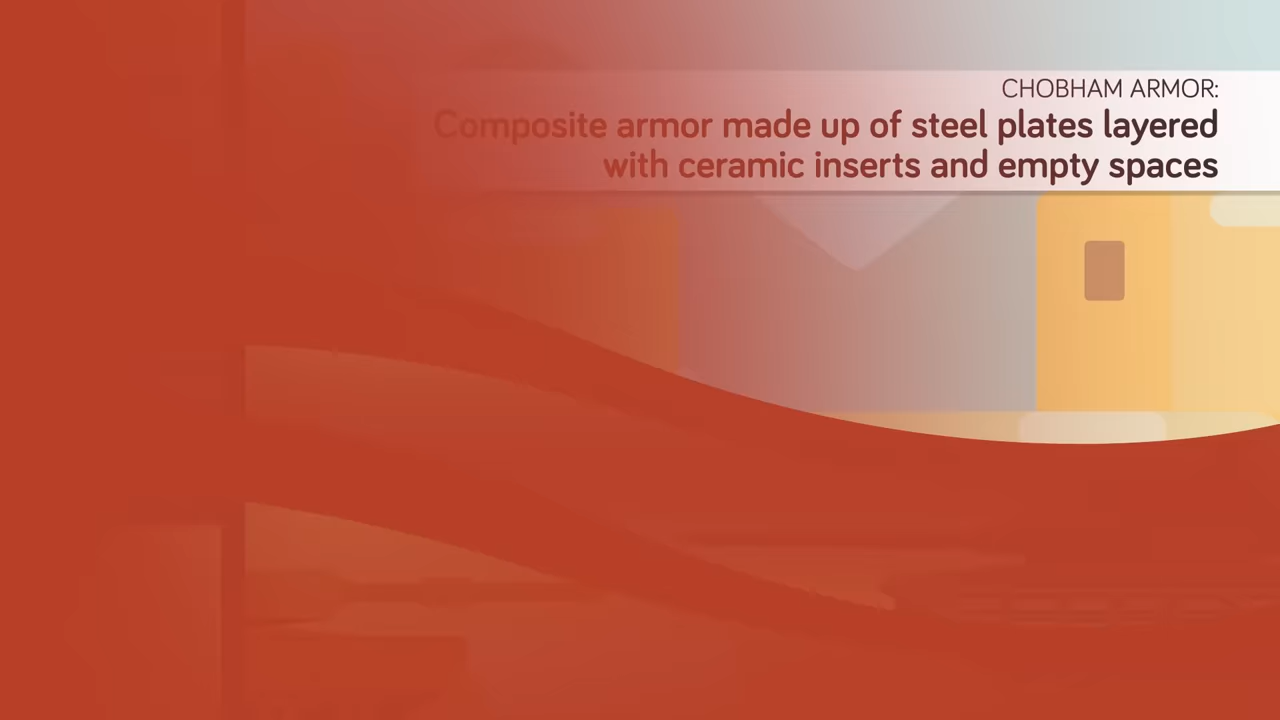 CHOBHAM ARMOR:
Composite armor made up of steel plates layered
with ceramic inserts and empty spaces